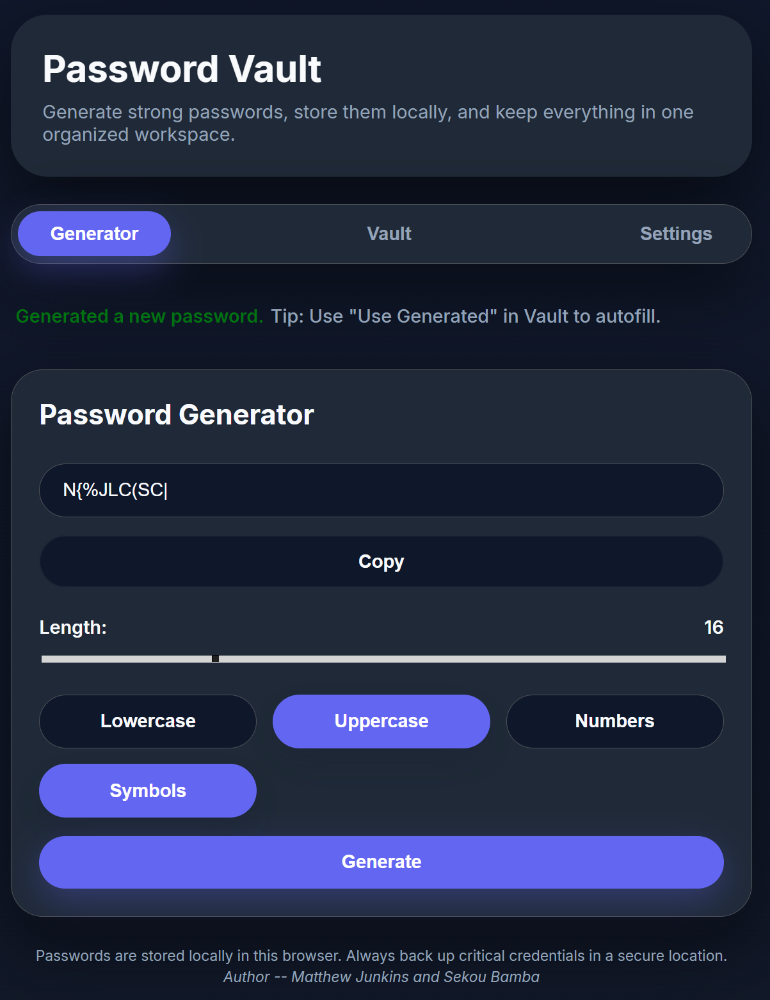 Password Vault
Generate strong passwords, store them locally, and keep everything in one
organized workspace.
Generator Vault Settings
Generated a new password. Tip: Use "Use Generated" in Vault to autofill.
Password Generator
N{%JLC(SC|
Copy
Length: 16
Lowercase Uppercase Numbers
Symbols
Generate
Passwords are stored locally in this browser. Always back up critical credentials in a secure location.
Author -- Matthew Junkins and Sekou Bamba